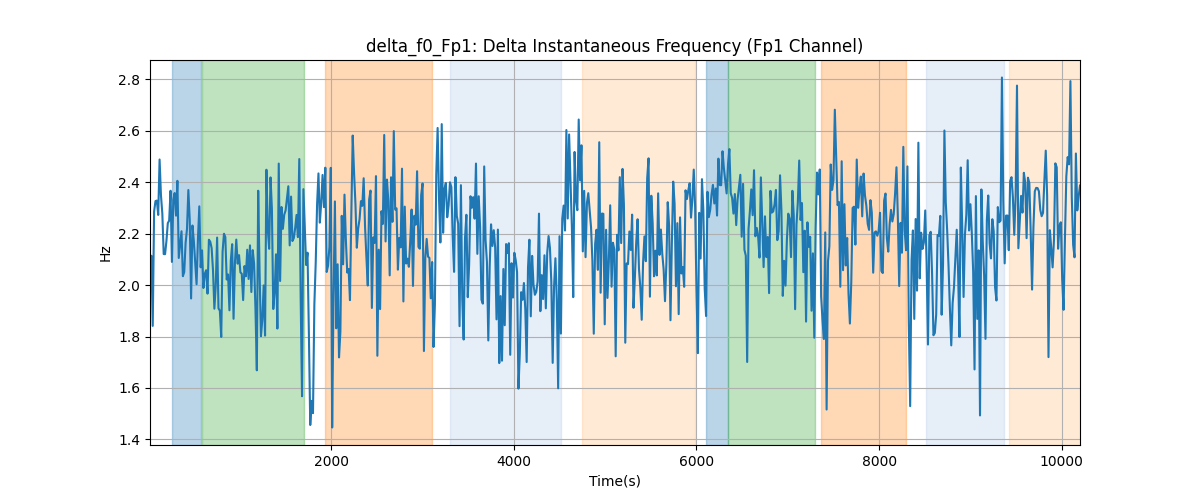 delta_f0_Fp1: Delta Instantaneous Frequency (Fp1 Channel)
2.8
2.6
2.4
2.2
2.0
1.8
1.6
1.4
Hz
2000 4000 6000 8000 10000
Time(s)